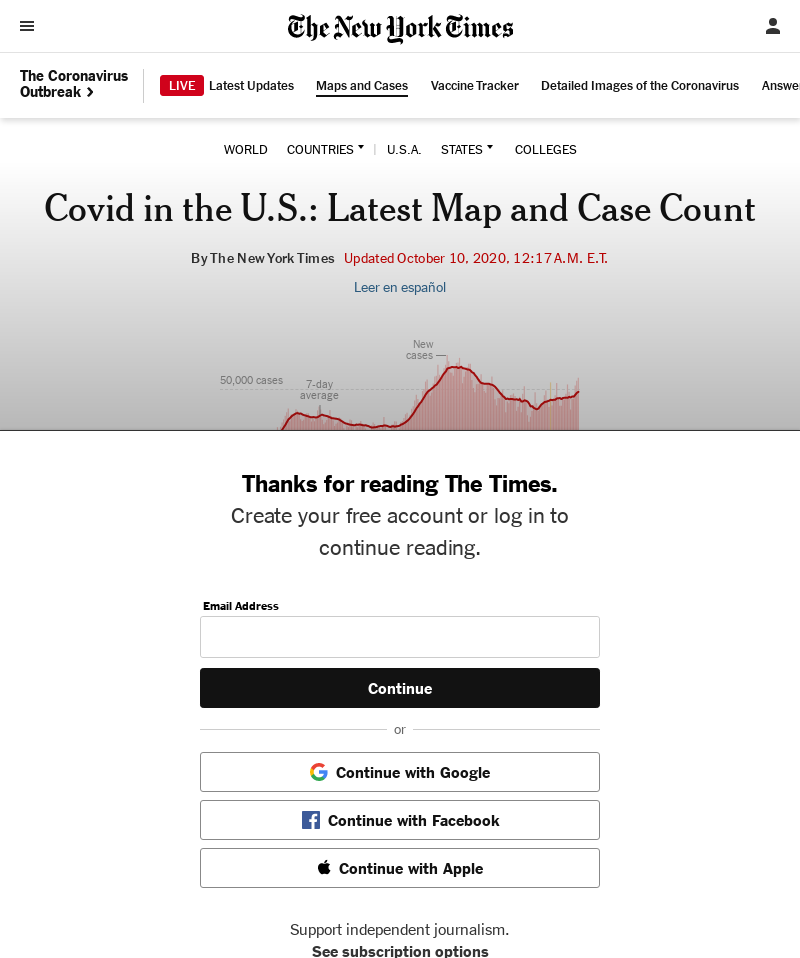 The New York Times
The Coronavirus
Outbreak
LIVE Latest Updates Maps and Cases Vaccine Tracker Detailed Images of the Coronavirus Answer
WORLD COUNTRIES U.S.A. STATES COLLEGES
Covid in the U.S.: Latest Map and Case Count
By The New York Times Updated October 10, 2020, 12:17 A.M. E.T.
Leer en español
New
cases
50,000 cases
7-day
average
Thanks for reading The Times.
Create your free account or log in to
continue reading.
Email Address
Continue
or
Continue with Google
Continue with Facebook
Continue with Apple
Support independent journalism.
See subscription options